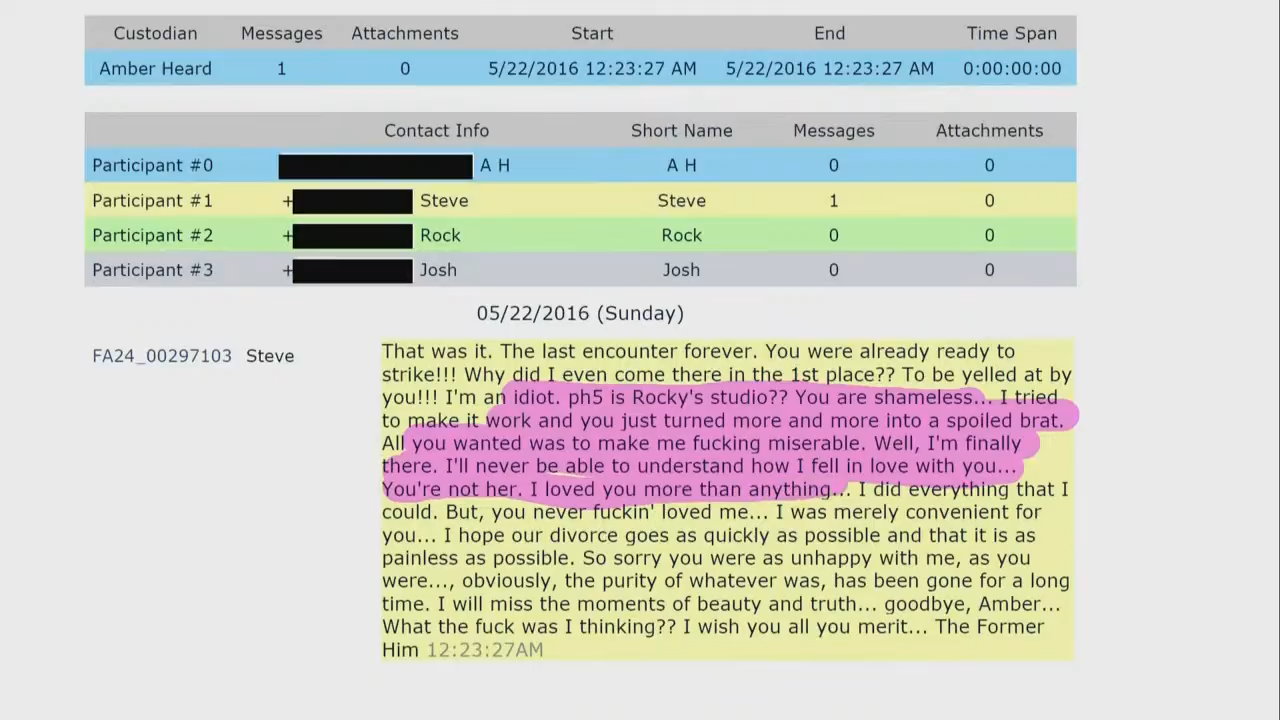 Custodian Messages Attachments Start End Time Span
Amber Heard 1 0 5/22/2016 12:23:27 AM 5/22/2016 12:23:27 AM 0:00:00:00
Contact Info Short Name Messages Attachments
Participant #0 A H A H 0 0
Participant #1 + Steve Steve 1 0
Participant #2 + Rock Rock 0 0
Participant #3 + Josh Josh 0 0
05/22/2016 (Sunday)
FA24_00297103 Steve
That was it. The last encounter forever. You were already ready to
strike!!! Why did I even come there in the 1st place?? To be yelled at by
you!!! I'm an idiot. ph5 is Rocky's studio?? You are shameless... I tried
to make it work and you just turned more and more into a spoiled brat.
All you wanted was to make me fucking miserable. Well, I'm finally
there. I'll never be able to understand how I fell in love with you...
You're not her. I loved you more than anything... I did everything that I
could. But, you never fuckin' loved me... I was merely convenient for
you... I hope our divorce goes as quickly as possible and that it is as
painless as possible. So sorry you were as unhappy with me, as you
were..., obviously, the purity of whatever was, has been gone for a long
time. I will miss the moments of beauty and truth... goodbye, Amber...
What the fuck was I thinking?? I wish you all you merit... The Former
Him 12:23:27AM